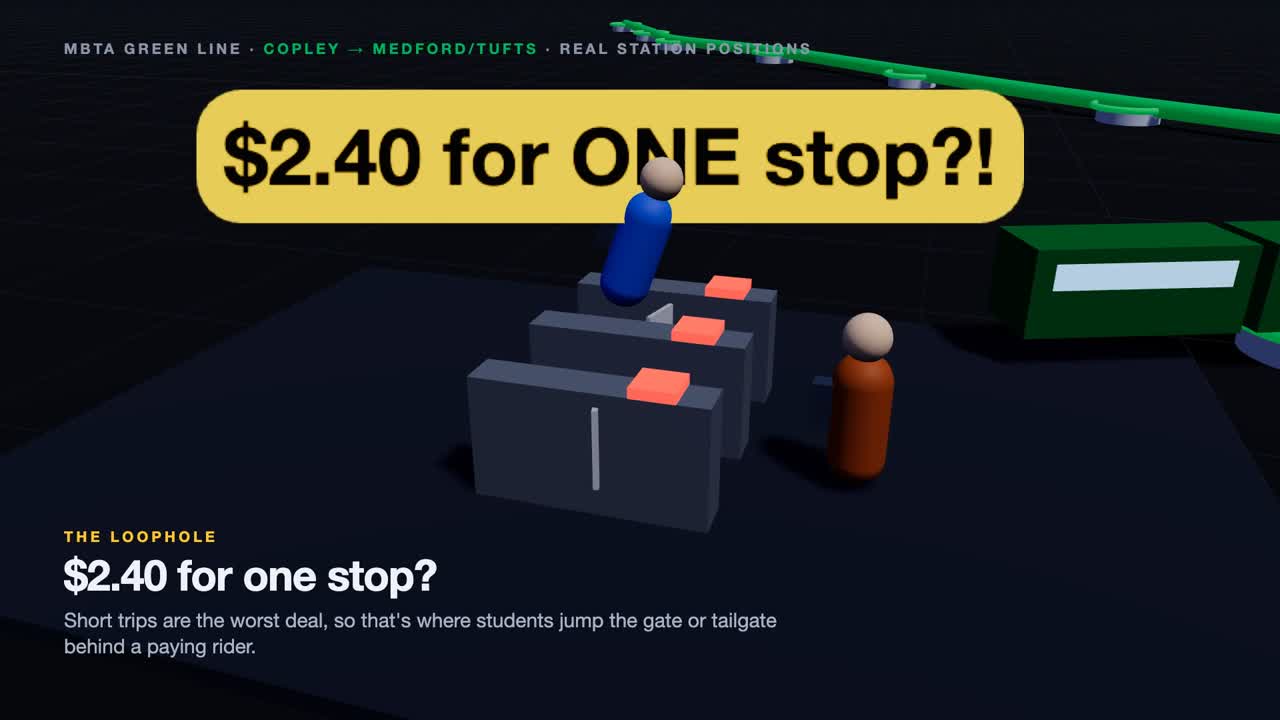 MBTA GREEN LINE · COPLEY → MEDFORD/TUFTS · REAL STATION POSITIONS
$2.40 for ONE stop?!
THE LOOPHOLE
$2.40 for one stop?
Short trips are the worst deal, so that's where students jump the gate or tailgate
behind a paying rider.